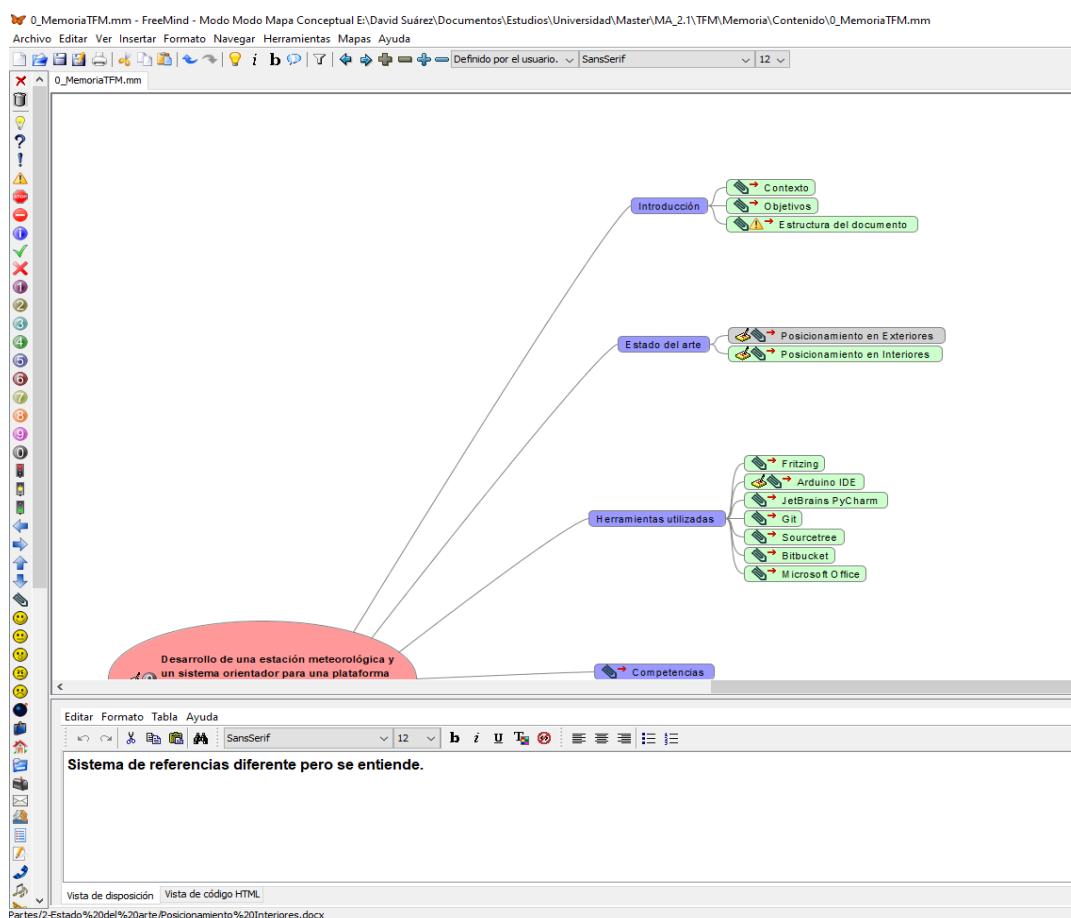 0_MemoriaTFM.mm - FreeMind - Modo Modo Mapa Conceptual E:\David Suárez\Documentos\Estudios\Universidad\Master\MA_2.1\TFM\Memoria\Contenido\0_MemoriaTFM.mm
Archivo Editar Ver Insertar Formato Navegar Herramientas Mapas Ayuda
Definido por el usuario. SansSerif 12
0_MemoriaTFM.mm
Contexto
Introducción
Objetivos
Estructura del documento
Posicionamiento en Exteriores
Estado del arte
Posicionamiento en Interiores
Fritzing
Arduino IDE
JetBrains PyCharm
Herramientas utilizadas
Git
Sourcetree
Bitbucket
Microsoft Office
Desarrollo de una estación meteorológica y
un sistema orientador para una plataforma
Competencias
Editar Formato Tabla Ayuda
SansSerif 12 b i U
Sistema de referencias diferente pero se entiende.
Vista de disposición Vista de código HTML
Partes/2-Estado%20del%20arte/Posicionamiento%20Interiores.docx